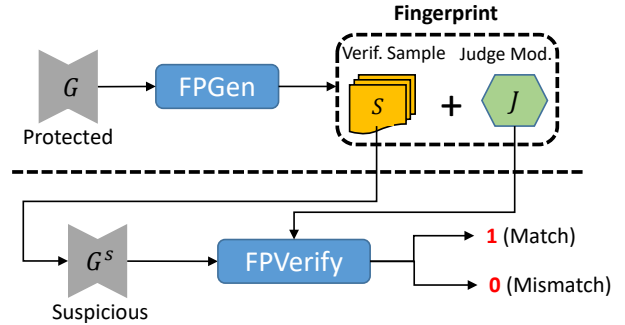 Fingerprint
Verif. Sample Judge Mod.
G FPGen S + J
Protected
G^s FPVerify 1 (Match)
0 (Mismatch)
Suspicious